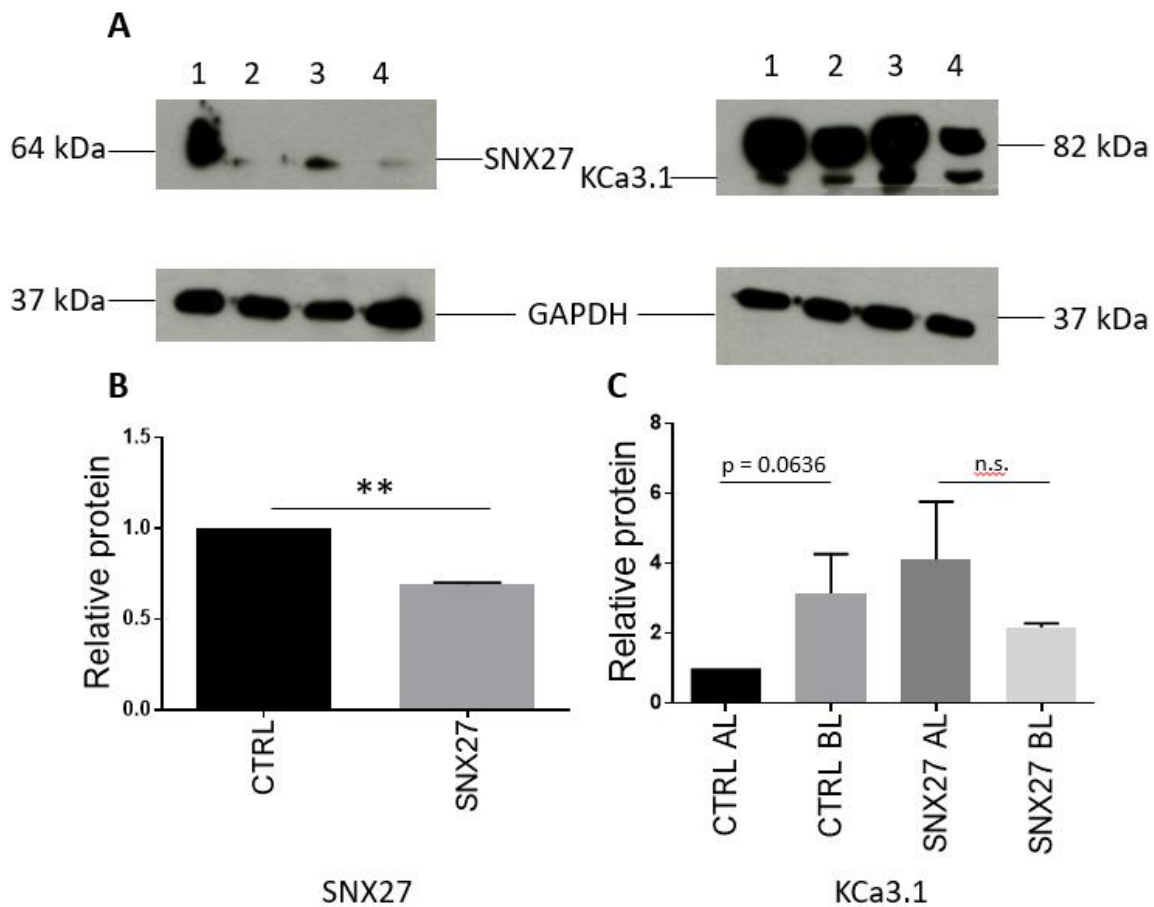 A
1 2 3 4
1 2 3 4
64 kDa
SNX27
KCa3.1
82 kDa
37 kDa
GAPDH
37 kDa
B
Relative protein
1.5
1.0
0.5
0.0
**
CTRL
SNX27
SNX27
C
Relative protein
8
6
4
2
0
p = 0.0636
n.s.
CTRL AL
CTRL BL
SNX27 AL
SNX27 BL
KCa3.1